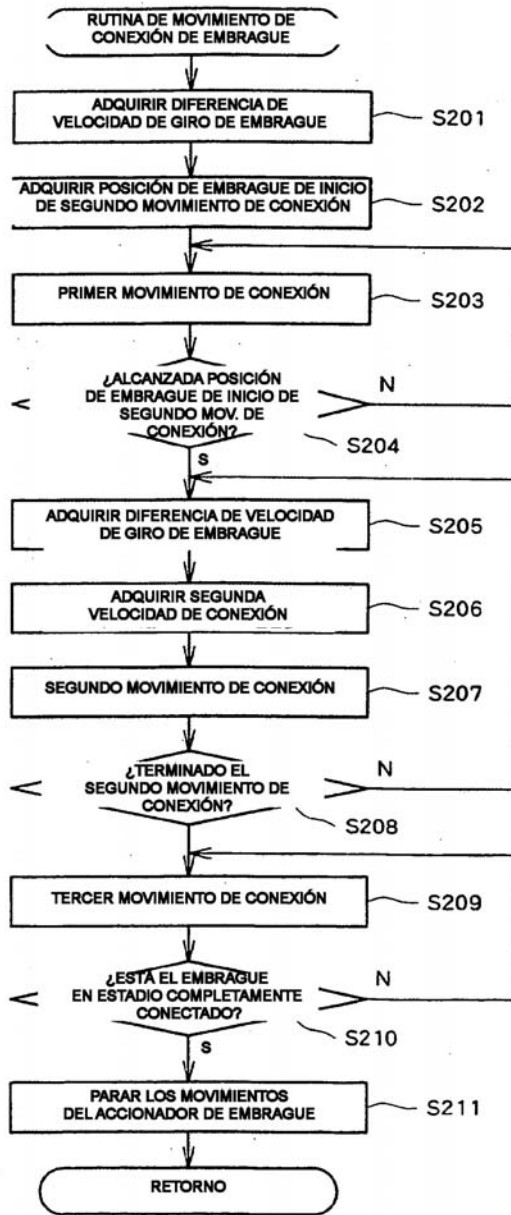 RUTINA DE MOVIMIENTO DE
CONEXIÓN DE EMBRAGUE
ADQUIRIR DIFERENCIA DE
VELOCIDAD DE GIRO DE EMBRAGUE
S201
ADQUIRIR POSICIÓN DE EMBRAGUE DE INICIO
DE SEGUNDO MOVIMIENTO DE CONEXIÓN
S202
PRIMER MOVIMIENTO DE CONEXIÓN
S203
¿ALCANZADA POSICIÓN
DE EMBRAGUE DE INICIO DE
SEGUNDO MOV. DE
CONEXIÓN?
N
S204
S
ADQUIRIR DIFERENCIA DE VELOCIDAD
DE GIRO DE EMBRAGUE
S205
ADQUIRIR SEGUNDA
VELOCIDAD DE CONEXIÓN
S206
SEGUNDO MOVIMIENTO DE CONEXIÓN
S207
¿TERMINADO EL
SEGUNDO MOVIMIENTO DE
CONEXIÓN?
N
S208
TERCER MOVIMIENTO DE CONEXIÓN
S209
¿ESTÁ EL EMBRAGUE
EN ESTADIO COMPLETAMENTE
CONECTADO?
N
S210
S
PARAR LOS MOVIMIENTOS
DEL ACCIONADOR DE EMBRAGUE
S211
RETORNO